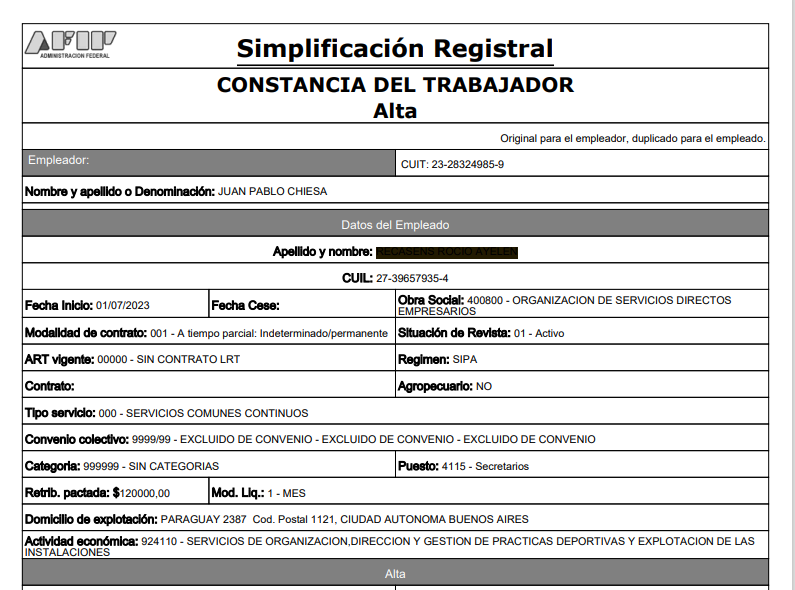 AFIP
ADMINISTRACION FEDERAL
Simplificación Registral
CONSTANCIA DEL TRABAJADOR
Alta
Original para el empleador, duplicado para el empleado.
Empleador:
CUIT: 23-28324985-9
Nombre y apellido o Denominación: JUAN PABLO CHIESA
Datos del Empleado
Apellido y nombre:
CUIL: 27-39657935-4
Fecha Inicio: 01/07/2023
Fecha Cese:
Obra Social: 400800 - ORGANIZACION DE SERVICIOS DIRECTOS
EMPRESARIOS
Modalidad de contrato: 001 - A tiempo parcial: Indeterminado/permanente
Situación de Revista: 01 - Activo
ART vigente: 00000 - SIN CONTRATO LRT
Regimen: SIPA
Contrato:
Agropecuario: NO
Tipo servicio: 000 - SERVICIOS COMUNES CONTINUOS
Convenio colectivo: 9999/99 - EXCLUIDO DE CONVENIO - EXCLUIDO DE CONVENIO - EXCLUIDO DE CONVENIO
Categoria: 999999 - SIN CATEGORIAS
Puesto: 4115 - Secretarios
Retrib. pactada: $120000,00
Mod. Liq.: 1 - MES
Domicilio de explotación: PARAGUAY 2387 Cod. Postal 1121, CIUDAD AUTONOMA BUENOS AIRES
Actividad económica: 924110 - SERVICIOS DE ORGANIZACION,DIRECCION Y GESTION DE PRACTICAS DEPORTIVAS Y EXPLOTACION DE LAS
INSTALACIONES
Alta